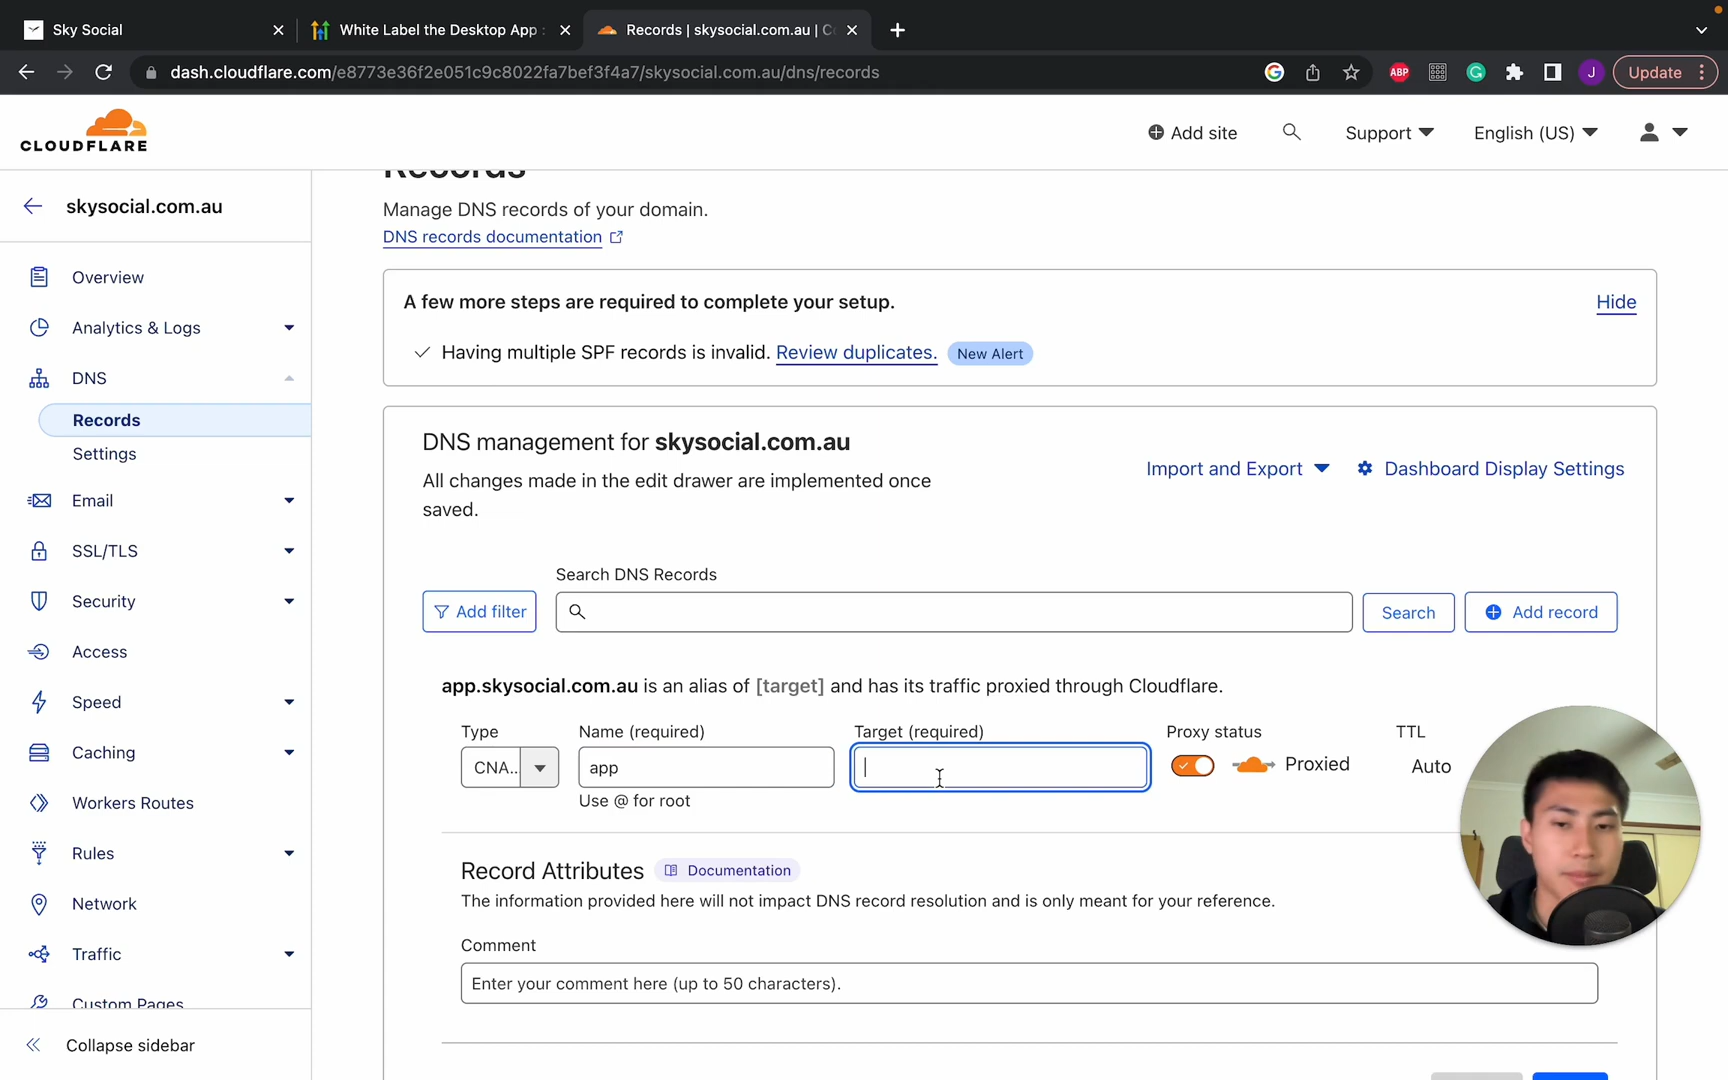 Sky Social
White Label the Desktop App :
Records | skysocial.com.au | C
dash.cloudflare.com/e8773e36f2e051c9c8022fa7bef3f4a7/skysocial.com.au/dns/records
ABP
J
Update
CLOUDFLARE
Add site
Support
English (US)
skysocial.com.au
Overview
Analytics & Logs
DNS
Records
Settings
Email
SSL/TLS
Security
Access
Speed
Caching
Workers Routes
Rules
Network
Traffic
Custom Pages
Collapse sidebar
Records
Manage DNS records of your domain.
DNS records documentation
A few more steps are required to complete your setup.
Hide
Having multiple SPF records is invalid. Review duplicates. New Alert
DNS management for skysocial.com.au
All changes made in the edit drawer are implemented once
saved.
Import and Export
Dashboard Display Settings
Search DNS Records
Add filter
Search
Add record
app.skysocial.com.au is an alias of [target] and has its traffic proxied through Cloudflare.
Type
Name (required)
Target (required)
Proxy status
TTL
CNA...
app
Proxied
Auto
Use @ for root
Record Attributes
Documentation
The information provided here will not impact DNS record resolution and is only meant for your reference.
Comment
Enter your comment here (up to 50 characters).